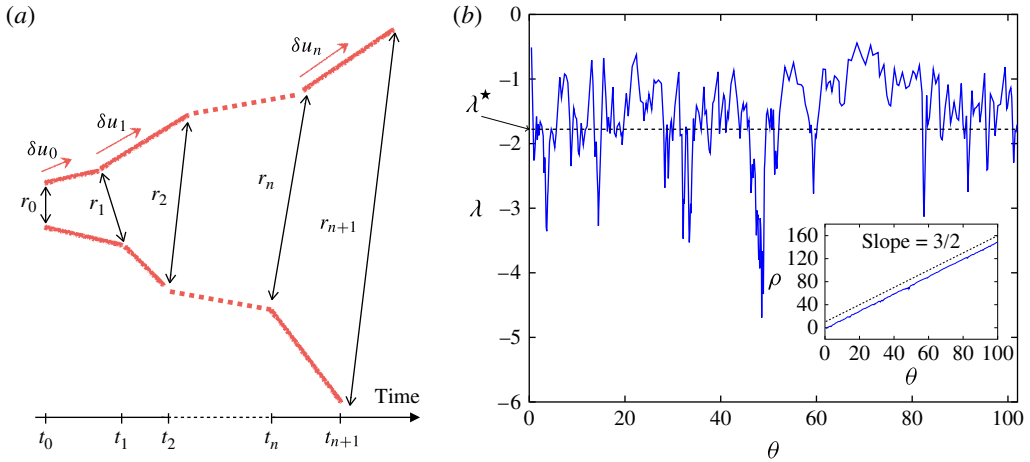 (a)
δu₀
δu₁
δuₙ
r₀
r₁
r₂
rₙ
rₙ₊₁
Time
t₀ t₁ t₂ tₙ tₙ₊₁
(b)
0
−1
λ★
−2
λ
−3
−4
−5
−6
0 20 40 60 80 100
θ
160
120
80
40
0
ρ
Slope = 3/2
0 20 40 60 80 100
θ